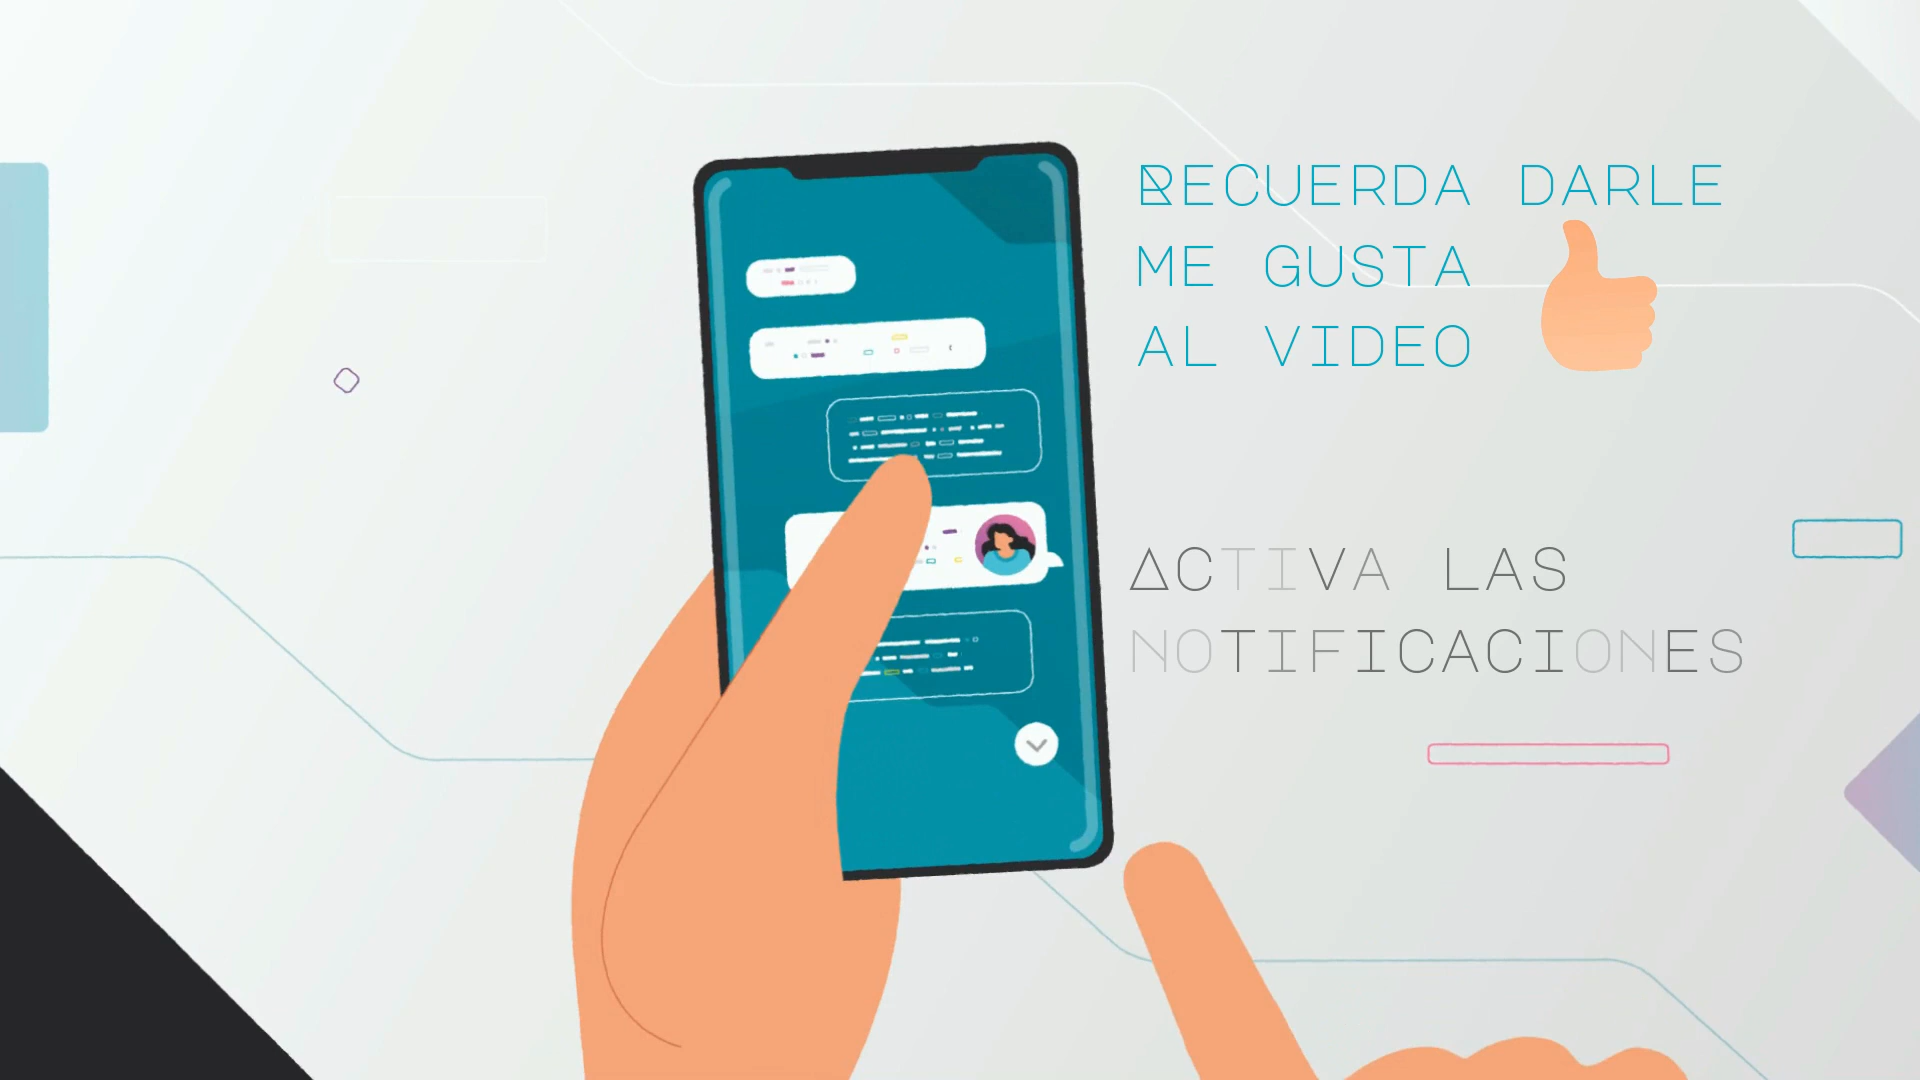 RECUERDA DARLE
ME GUSTA
AL VIDEO
ACTIVA LAS
NOTIFICACIONES